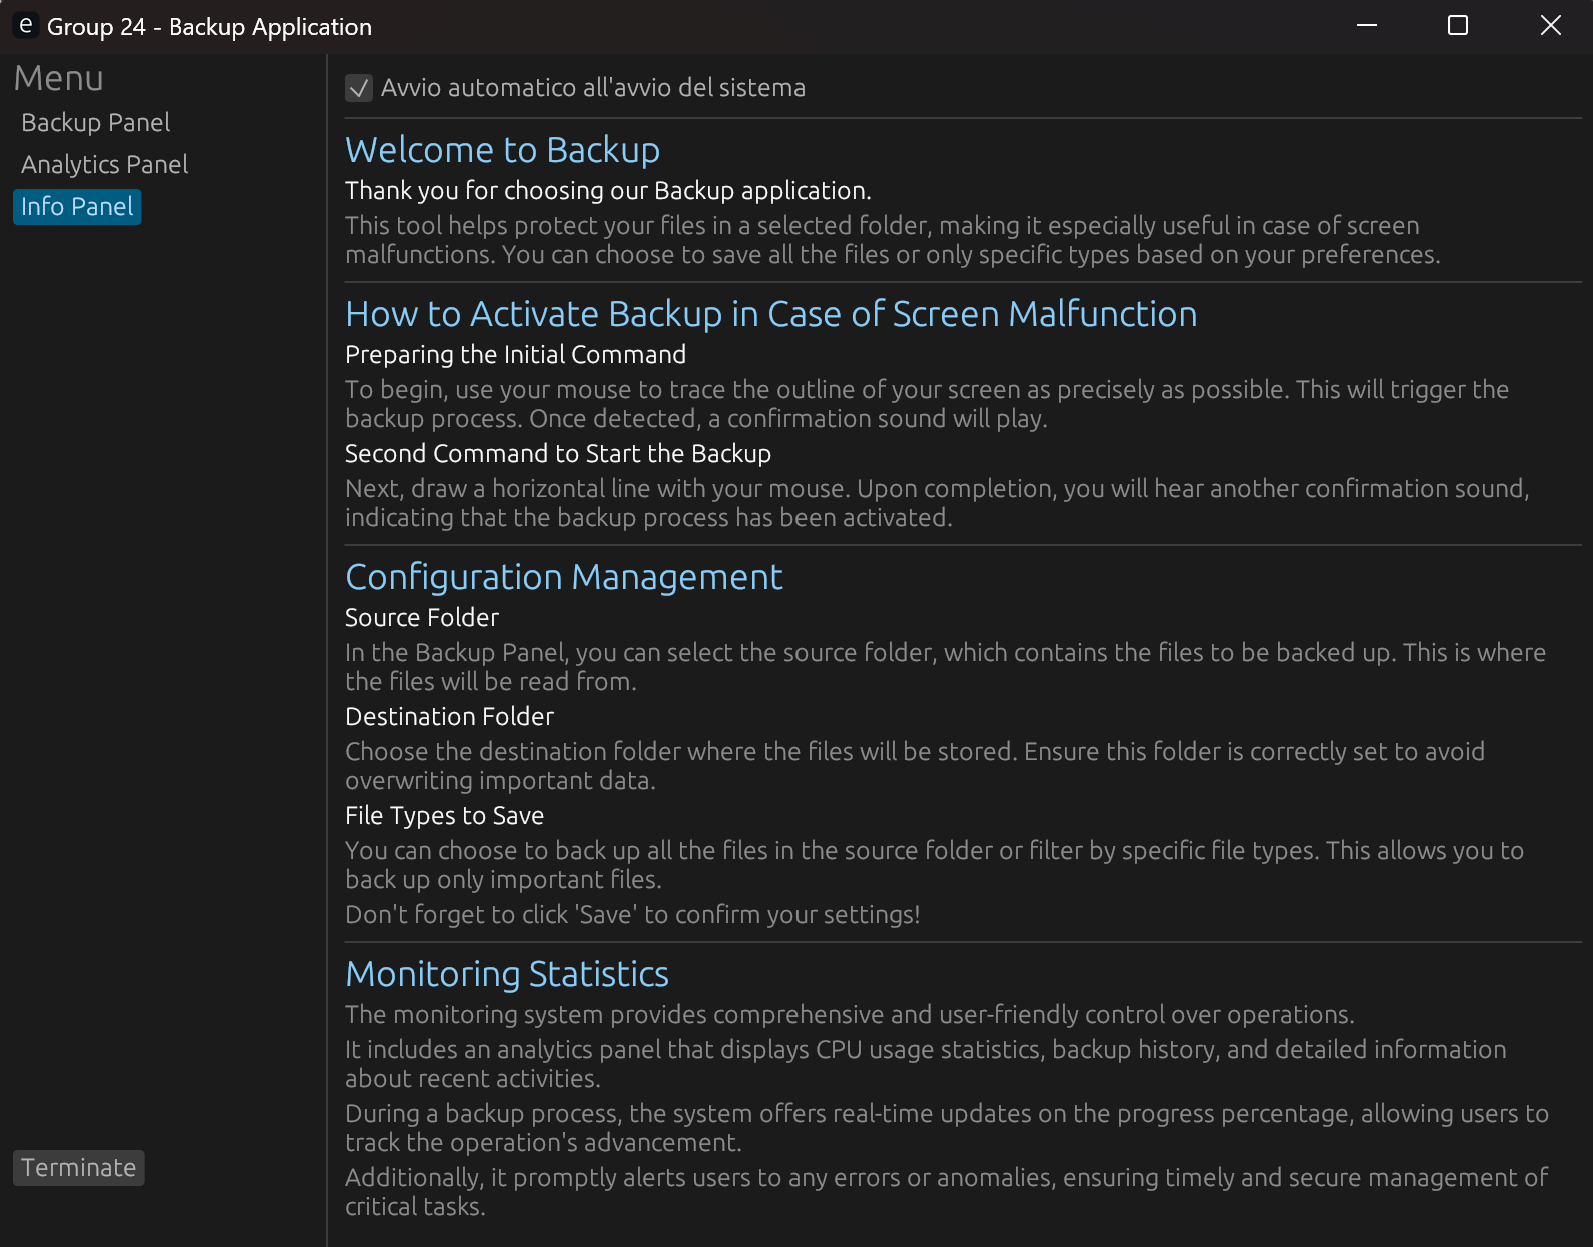 e Group 24 - Backup Application
Menu
Backup Panel
Analytics Panel
Info Panel
Terminate
Avvio automatico all'avvio del sistema
Welcome to Backup
Thank you for choosing our Backup application.
This tool helps protect your files in a selected folder, making it especially useful in case of screen
malfunctions. You can choose to save all the files or only specific types based on your preferences.
How to Activate Backup in Case of Screen Malfunction
Preparing the Initial Command
To begin, use your mouse to trace the outline of your screen as precisely as possible. This will trigger the
backup process. Once detected, a confirmation sound will play.
Second Command to Start the Backup
Next, draw a horizontal line with your mouse. Upon completion, you will hear another confirmation sound,
indicating that the backup process has been activated.
Configuration Management
Source Folder
In the Backup Panel, you can select the source folder, which contains the files to be backed up. This is where
the files will be read from.
Destination Folder
Choose the destination folder where the files will be stored. Ensure this folder is correctly set to avoid
overwriting important data.
File Types to Save
You can choose to back up all the files in the source folder or filter by specific file types. This allows you to
back up only important files.
Don't forget to click 'Save' to confirm your settings!
Monitoring Statistics
The monitoring system provides comprehensive and user-friendly control over operations.
It includes an analytics panel that displays CPU usage statistics, backup history, and detailed information
about recent activities.
During a backup process, the system offers real-time updates on the progress percentage, allowing users to
track the operation's advancement.
Additionally, it promptly alerts users to any errors or anomalies, ensuring timely and secure management of
critical tasks.